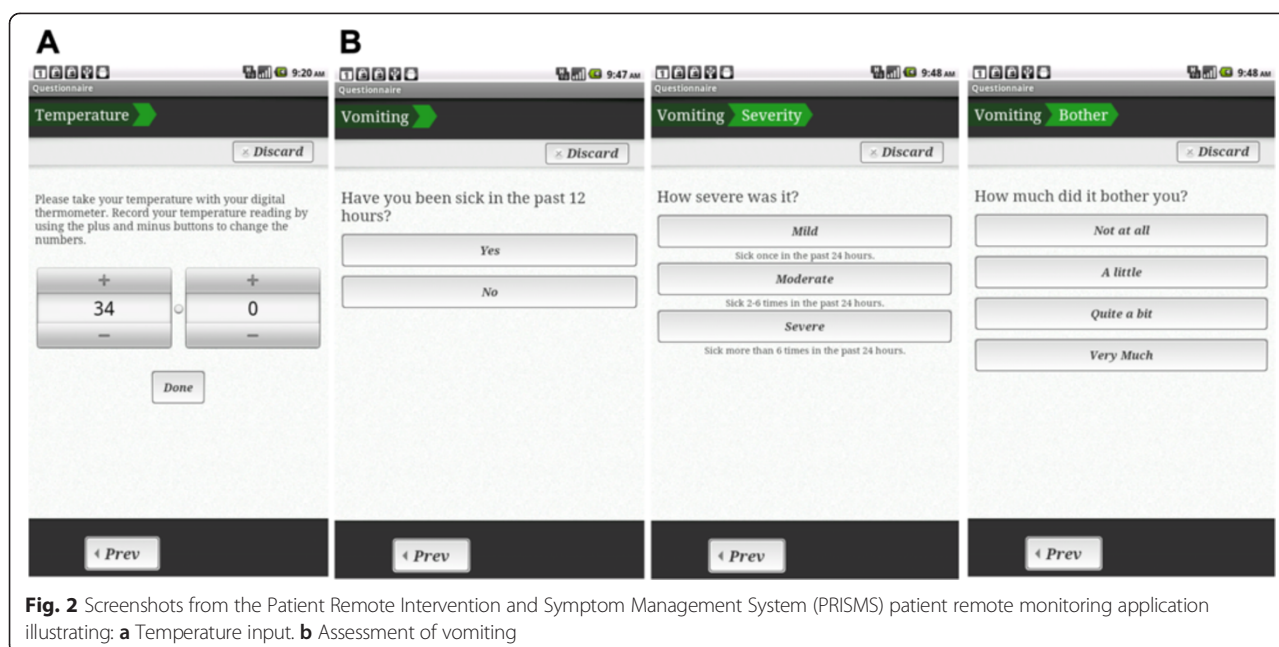 A
9:20 AM
Questionnaire
Temperature
Discard
Please take your temperature with your digital
thermometer. Record your temperature reading by
using the plus and minus buttons to change the
numbers.
+ +
34 0
− −
Done
Prev
B
9:47 AM
Questionnaire
Vomiting
Discard
Have you been sick in the past 12
hours?
Yes
No
Prev
9:48 AM
Questionnaire
Vomiting Severity
Discard
How severe was it?
Mild
Sick once in the past 24 hours.
Moderate
Sick 2-6 times in the past 24 hours.
Severe
Sick more than 6 times in the past 24 hours.
Prev
9:48 AM
Questionnaire
Vomiting Bother
Discard
How much did it bother you?
Not at all
A little
Quite a bit
Very Much
Prev
Fig. 2 Screenshots from the Patient Remote Intervention and Symptom Management System (PRISMS) patient remote monitoring application
illustrating: a Temperature input. b Assessment of vomiting